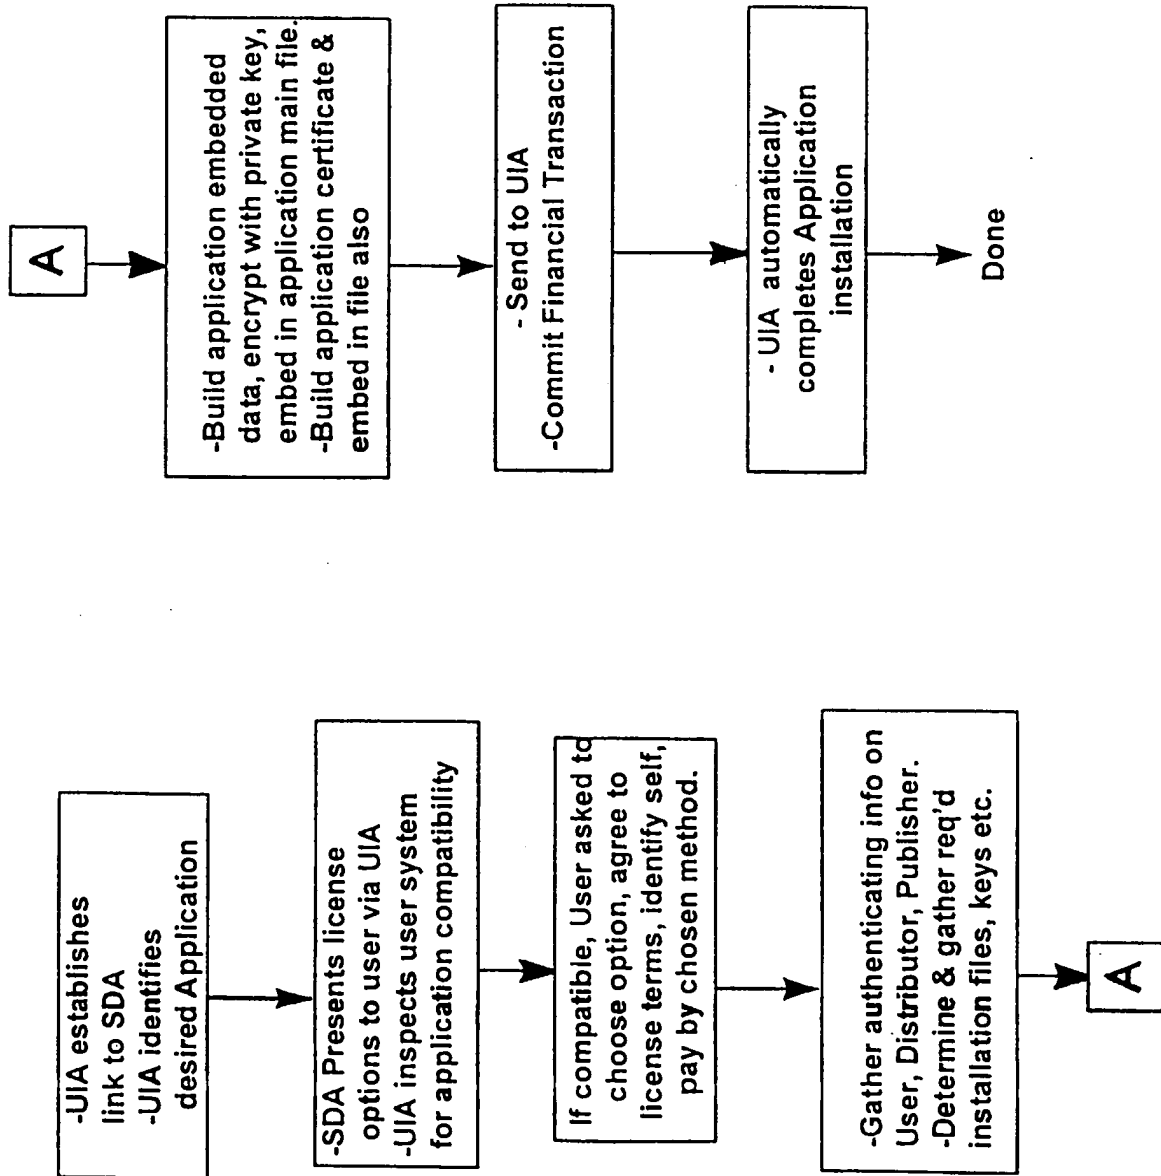 -UIA establishes
link to SDA
-UIA identifies
desired Application
-SDA Presents license
options to user via UIA
-UIA inspects user system
for application compatibility
If compatible, User asked to
choose option, agree to
license terms, identify self,
pay by chosen method.
-Gather authenticating info on
User, Distributor, Publisher.
-Determine & gather req'd
installation files, keys etc.
A
A
-Build application embedded
data, encrypt with private key,
embed in application main file.
-Build application certificate &
embed in file also
- Send to UIA
-Commit Financial Transaction
- UIA automatically
completes Application
installation
Done